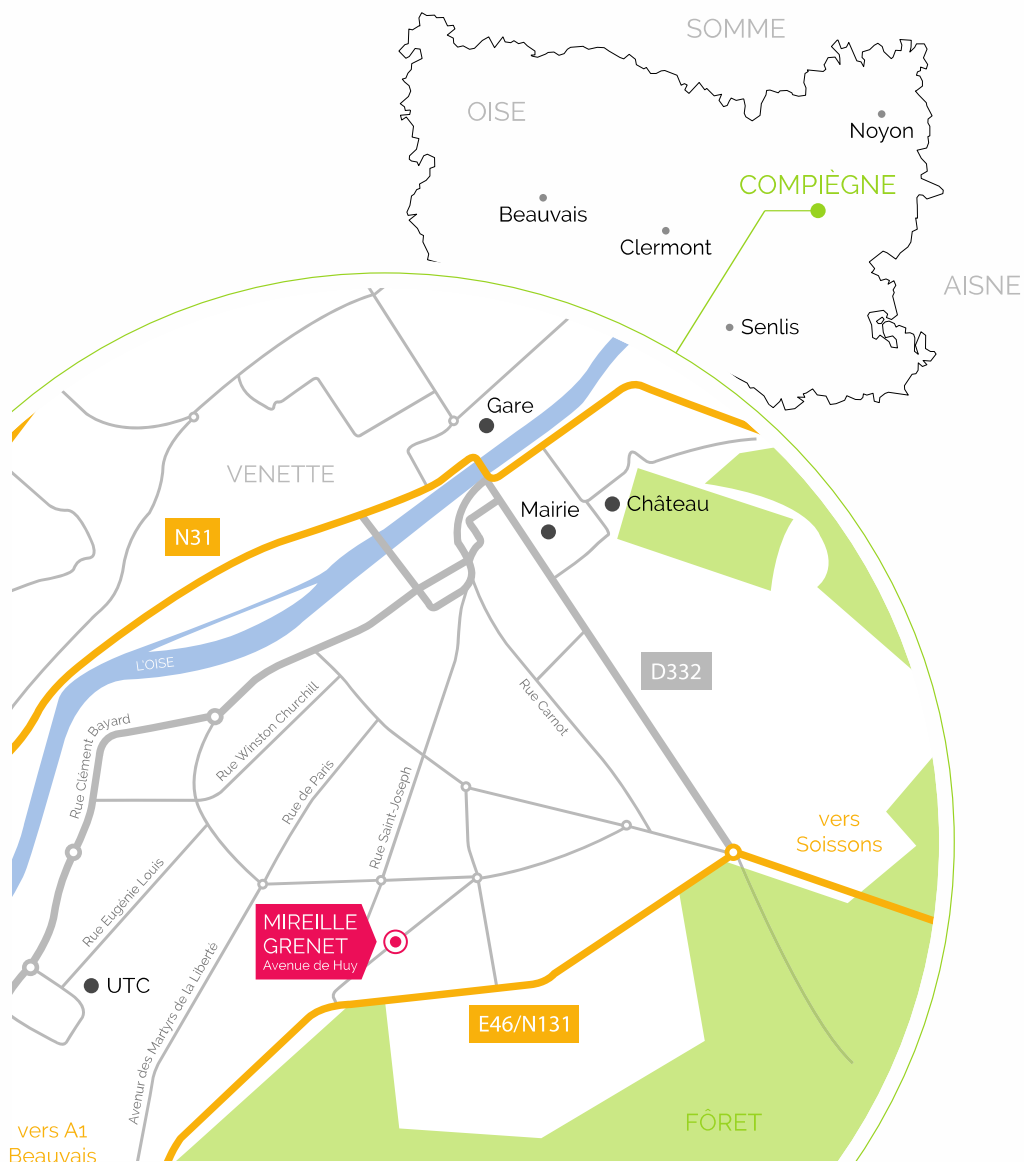 SOMME
OISE
Noyon
COMPIÈGNE
Beauvais
Clermont
AISNE
Senlis
Gare
VENETTE
Mairie
Château
N31
L'OISE
D332
Rue Carnot
Rue Winston Churchill
Rue Clément Bayard
Rue de Paris
Rue Saint-Joseph
vers
Soissons
Rue Eugénie Louis
MIREILLE
GRENET
Avenue de Huy
UTC
Avenur des Martyrs de la Liberté
E46/N131
FÔRET
vers A1
Beauvais